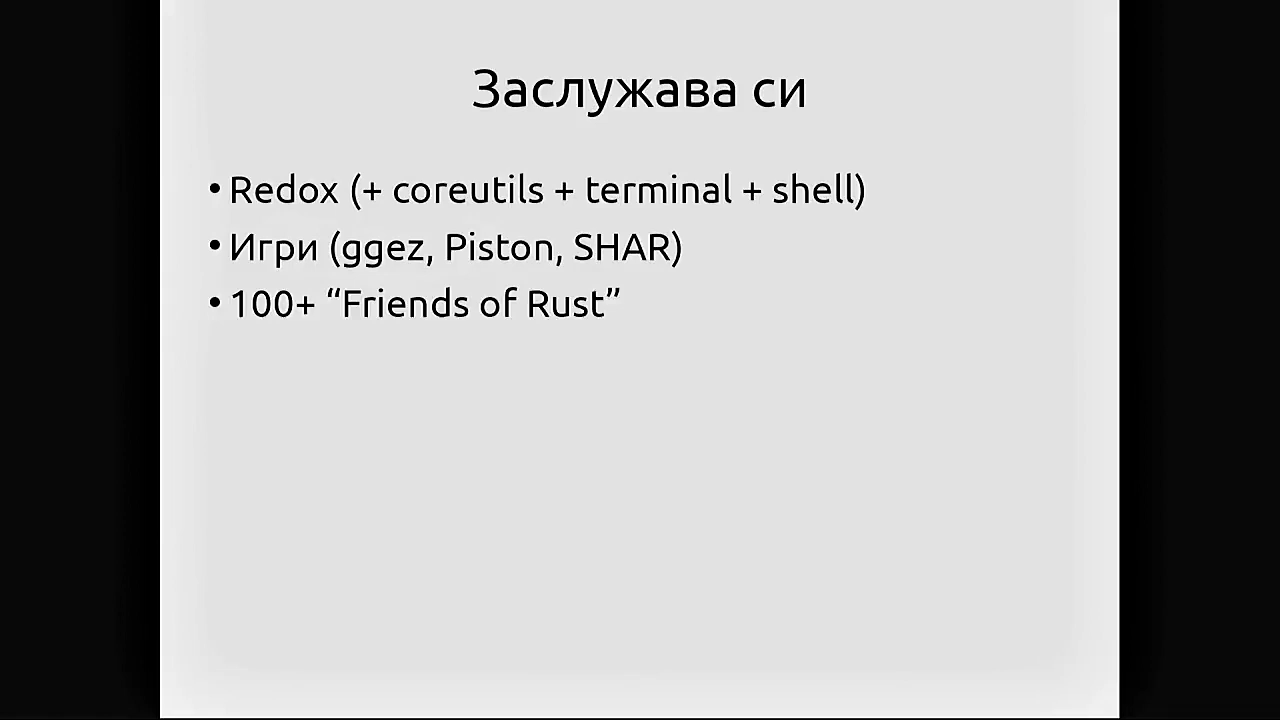 Заслужава си
• Redox (+ coreutils + terminal + shell)
• Игри (ggez, Piston, SHAR)
• 100+ “Friends of Rust”